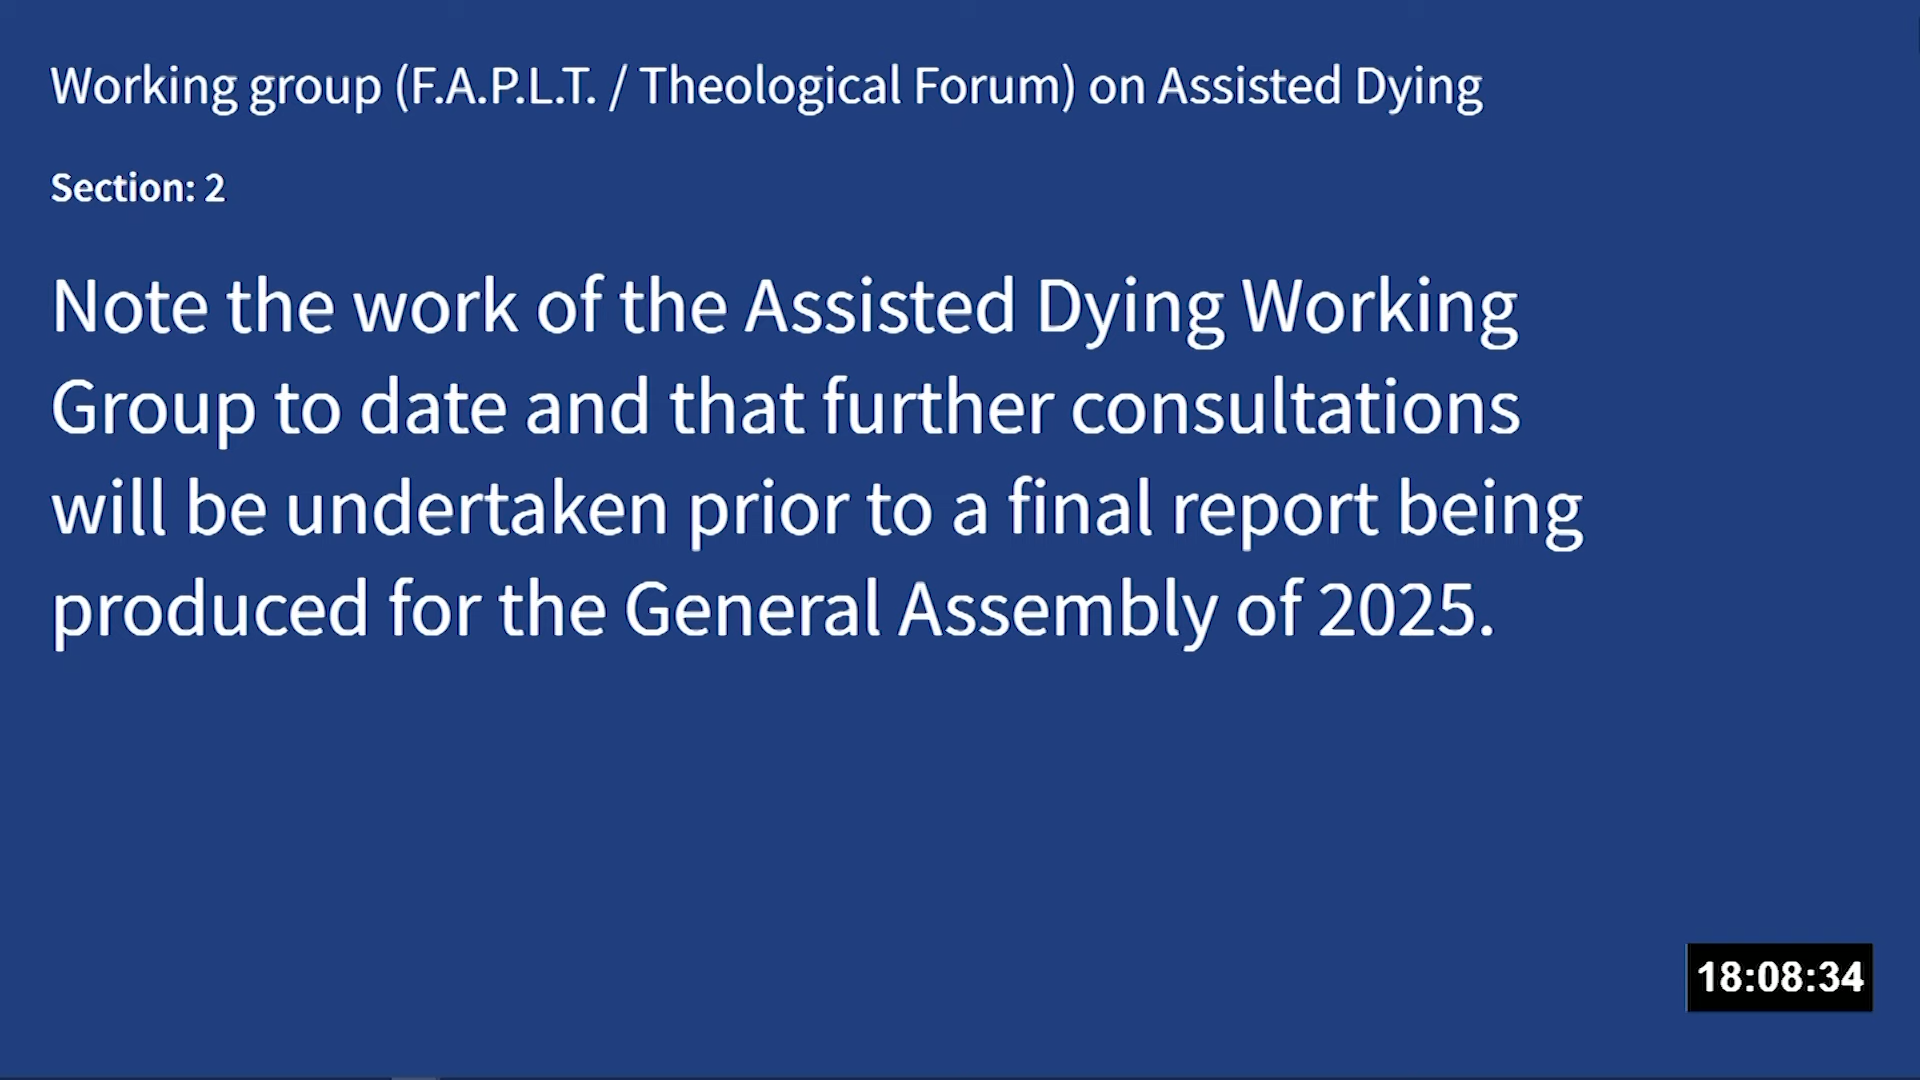 Working group (F.A.P.L.T. / Theological Forum) on Assisted Dying
Section: 2
Note the work of the Assisted Dying Working
Group to date and that further consultations
will be undertaken prior to a final report being
produced for the General Assembly of 2025.
18:08:34